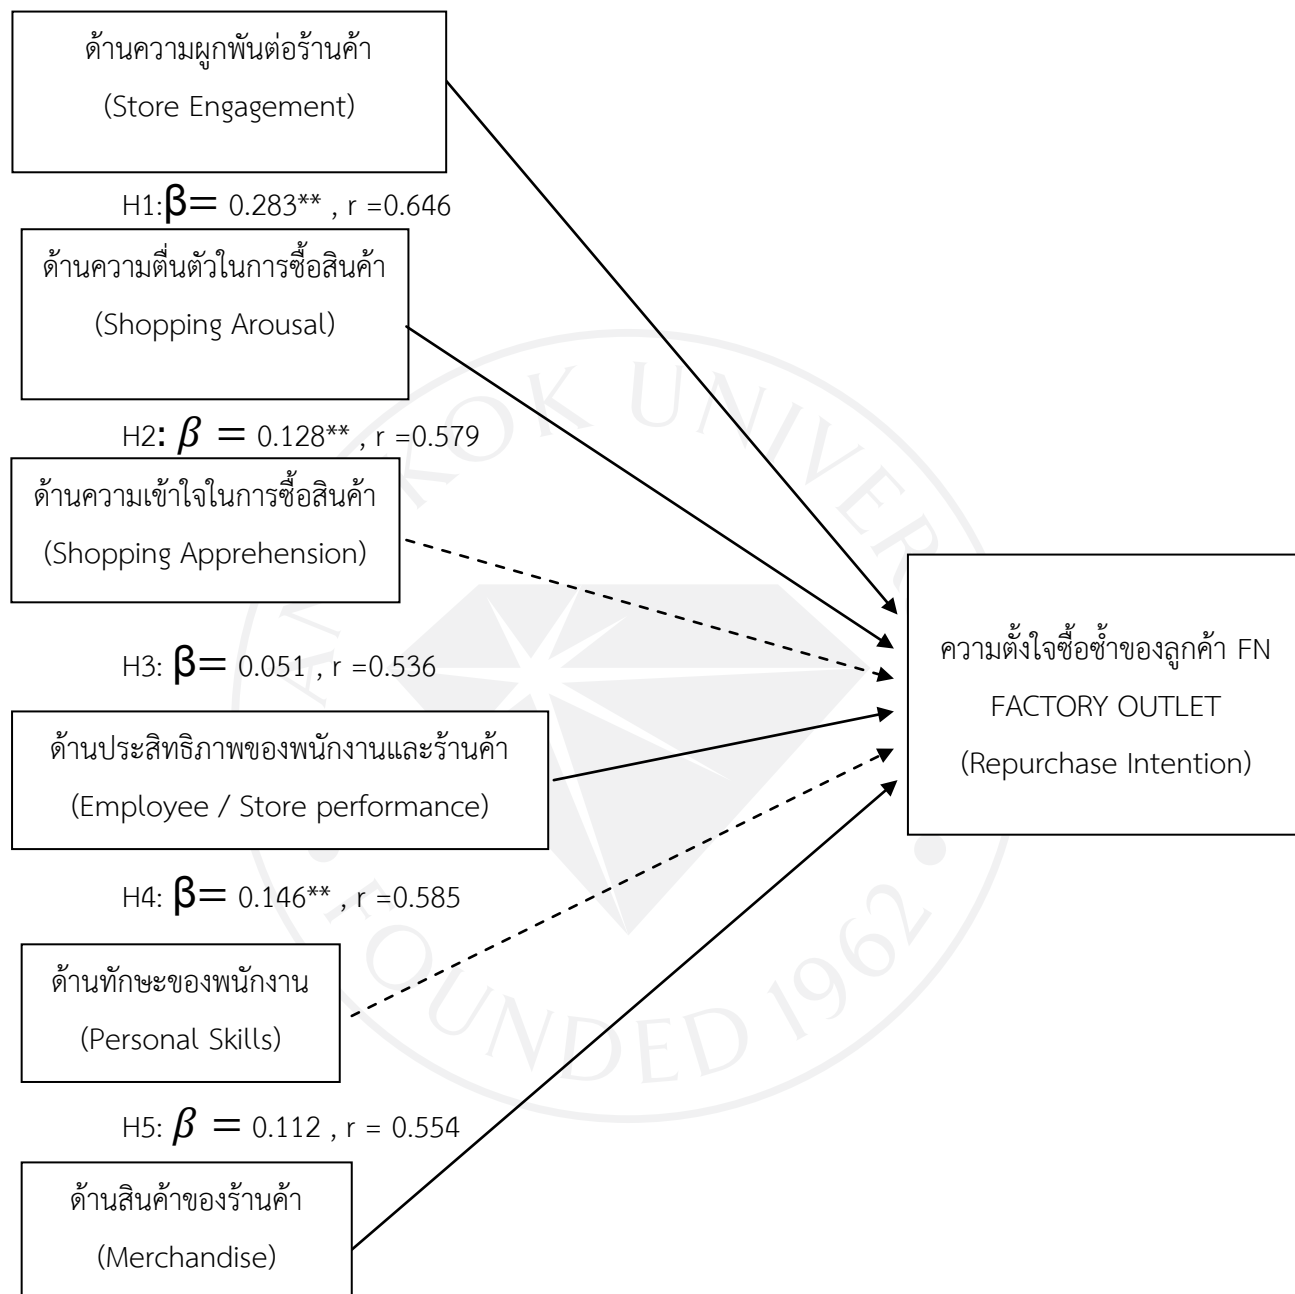 ด้านความผูกพันต่อร้านค้า
(Store Engagement)
H1:β= 0.283** , r =0.646
ด้านความตื่นตัวในการซื้อสินค้า
(Shopping Arousal)
H2: β = 0.128** , r =0.579
ด้านความเข้าใจในการซื้อสินค้า
(Shopping Apprehension)
H3: β= 0.051 , r =0.536
ด้านประสิทธิภาพของพนักงานและร้านค้า
(Employee / Store performance)
H4: β= 0.146** , r =0.585
ด้านทักษะของพนักงาน
(Personal Skills)
H5: β = 0.112 , r = 0.554
ด้านสินค้าของร้านค้า
(Merchandise)
ความตั้งใจซื้อซ้ำของลูกค้า FN
FACTORY OUTLET
(Repurchase Intention)
ANGKOK UNIVER
FOUNDED 1962